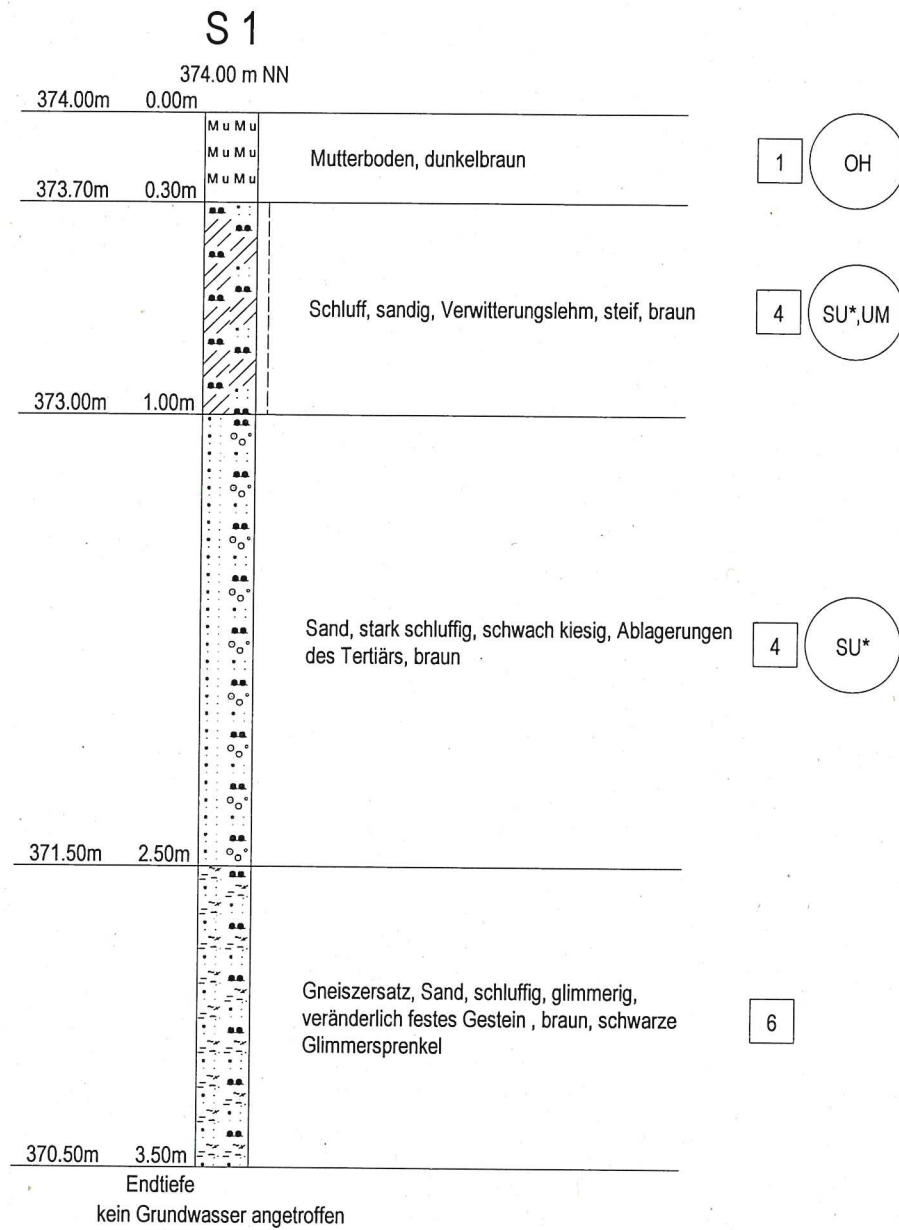 S 1
374.00 m NN
374.00m 0.00m
Mu Mu
Mu Mu
Mu Mu
Mutterboden, dunkelbraun
1 OH
373.70m 0.30m
Schluff, sandig, Verwitterungslehm, steif, braun
4 SU*,UM
373.00m 1.00m
Sand, stark schluffig, schwach kiesig, Ablagerungen
des Tertiärs, braun
4 SU*
371.50m 2.50m
Gneiszersatz, Sand, schluffig, glimmerig,
veränderlich festes Gestein , braun, schwarze
Glimmersprenkel
6
370.50m 3.50m
Endtiefe
kein Grundwasser angetroffen